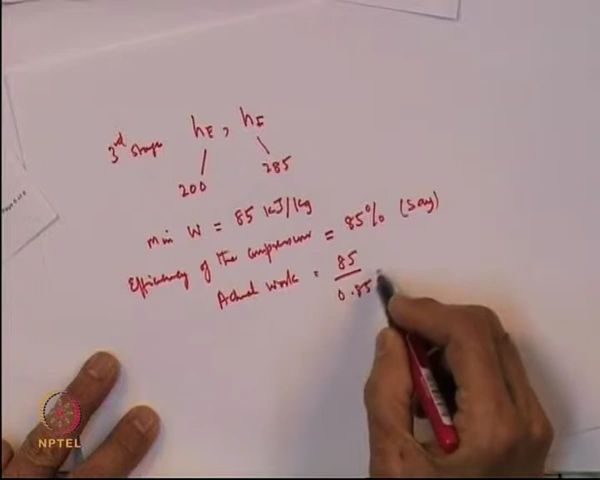 3rd stage hE, hF
200 285
min W = 85 kJ/kg
Efficiency of the compressor = 85% (say)
Actual work = 85
0.85
NPTEL